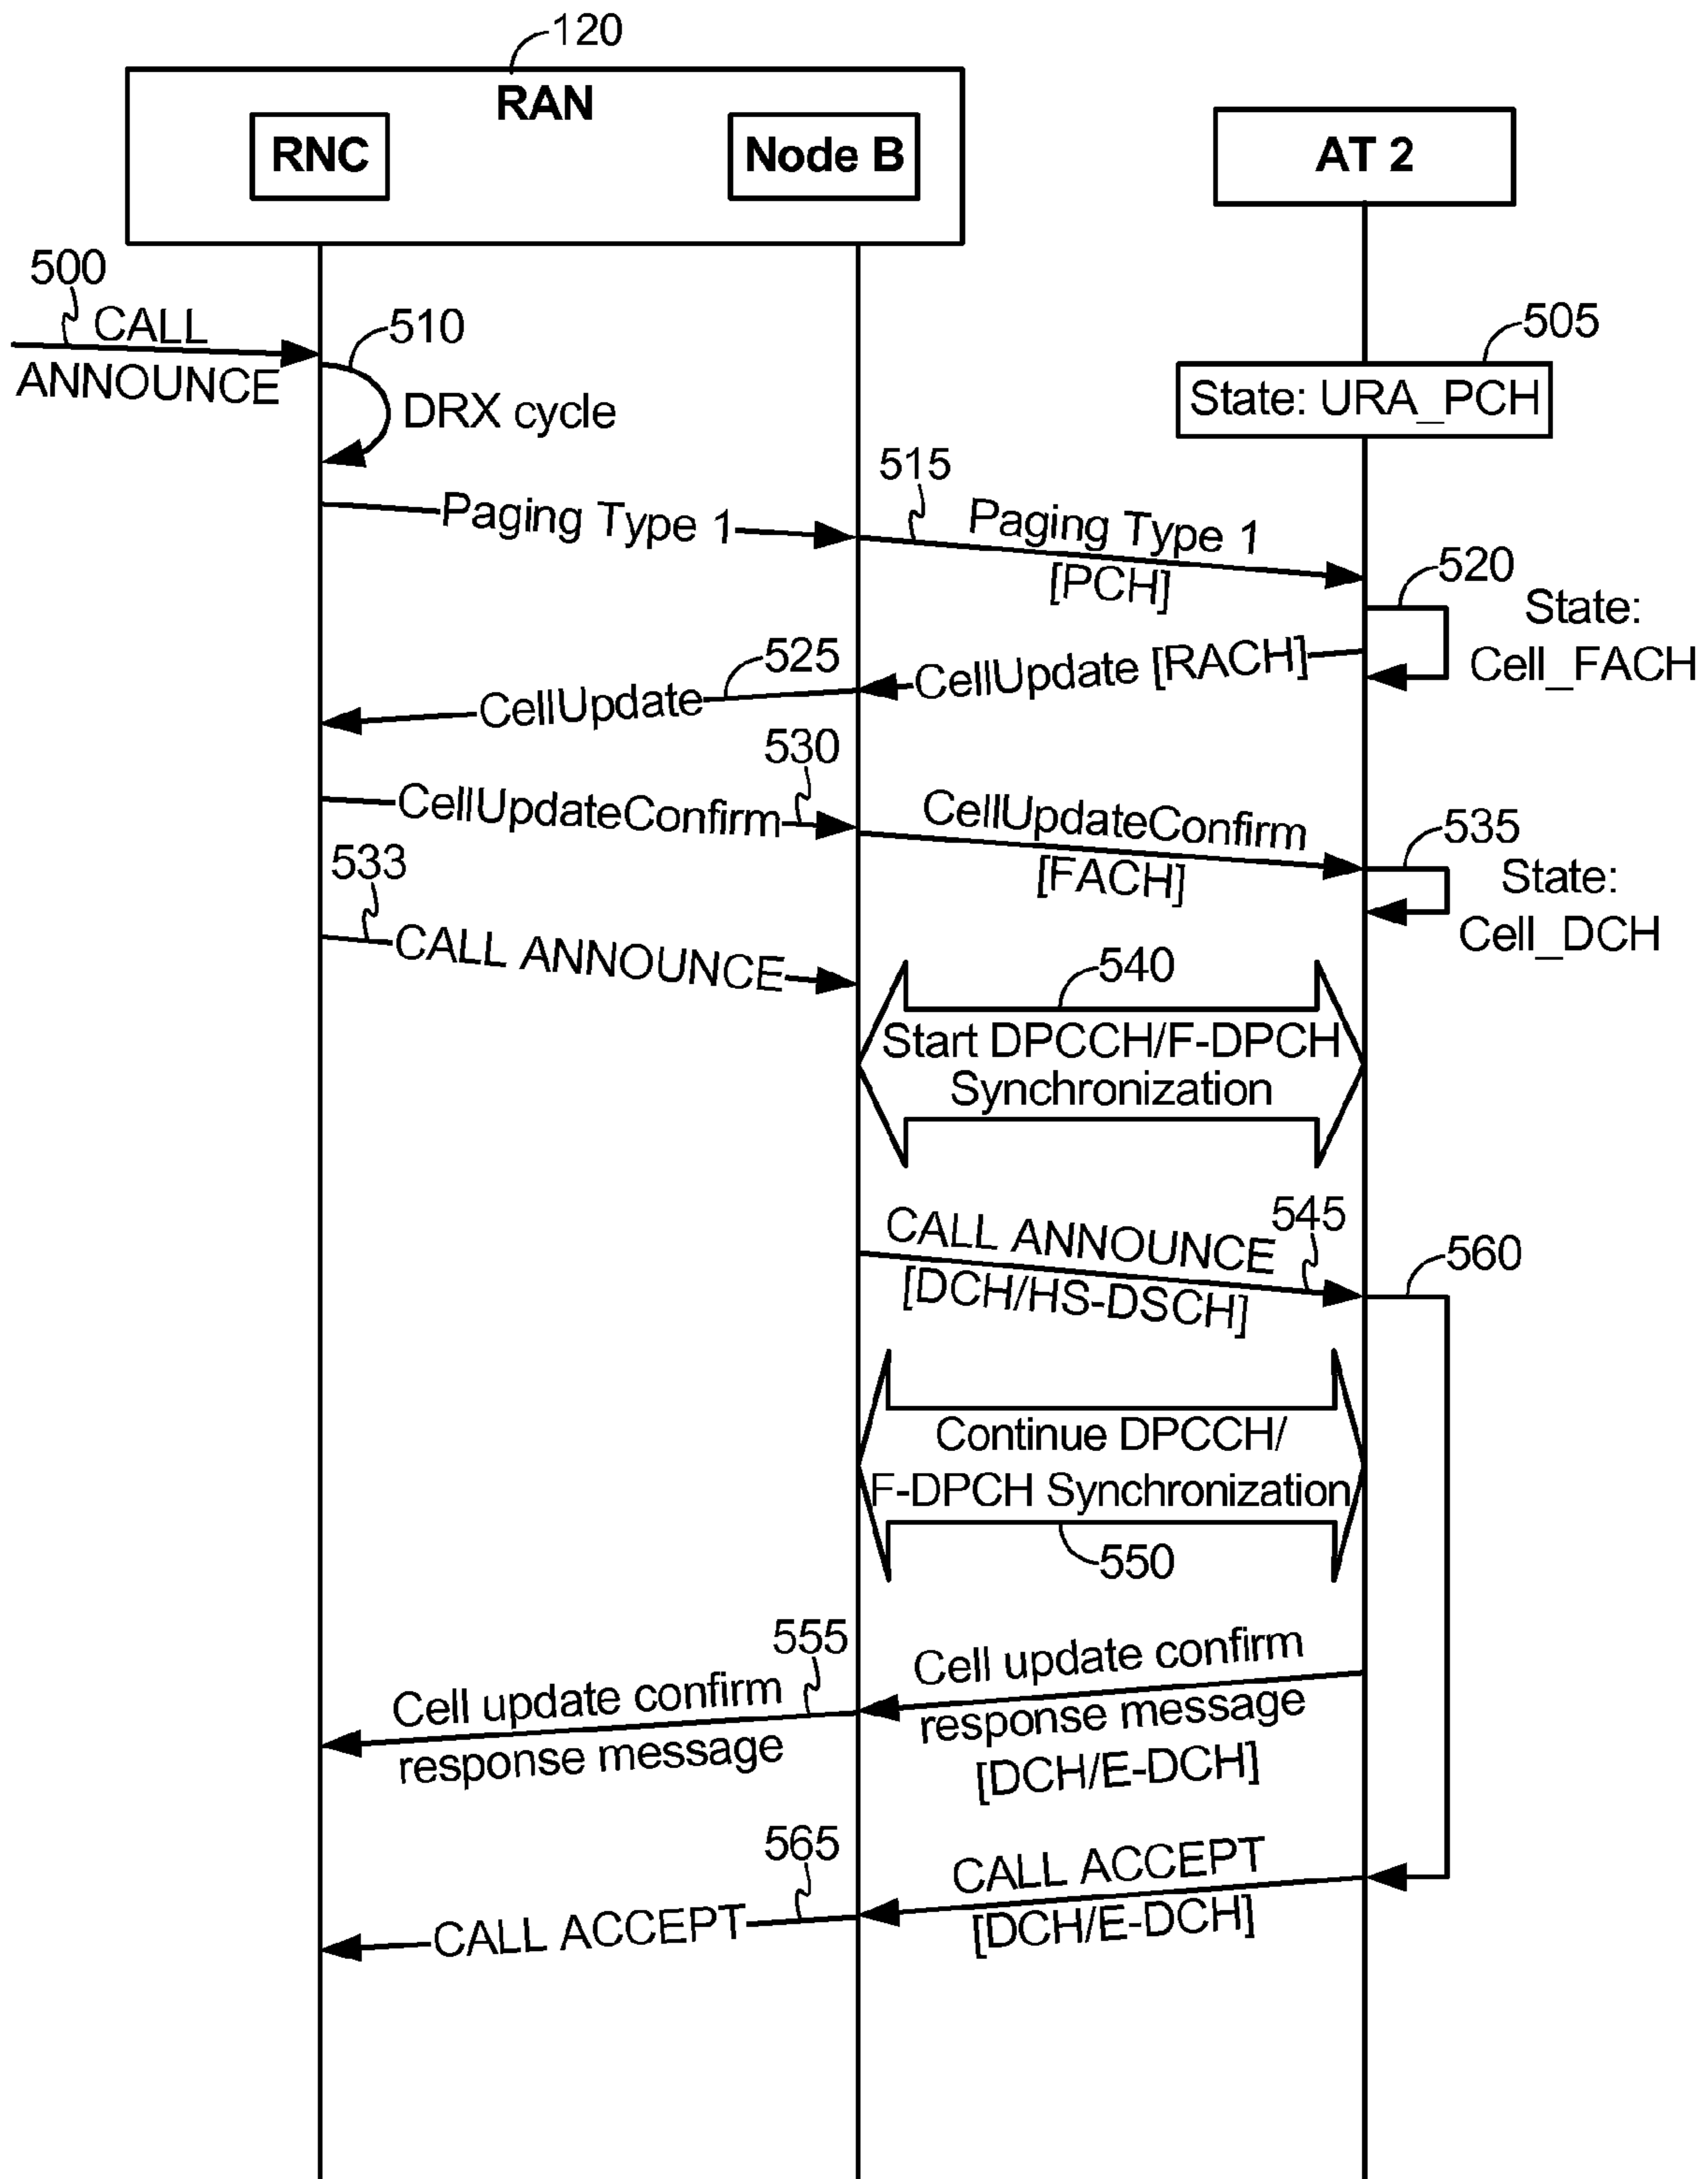 120
RAN
RNC
Node B
AT 2
500
CALL
ANNOUNCE
510
DRX cycle
505
State: URA_PCH
Paging Type 1
515
Paging Type 1
[PCH]
520
State:
Cell_FACH
CellUpdate [RACH]
525
CellUpdate
530
CellUpdateConfirm
CellUpdateConfirm
[FACH]
535
State:
Cell_DCH
533
CALL ANNOUNCE
540
Start DPCCH/F-DPCH
Synchronization
CALL ANNOUNCE
545
[DCH/HS-DSCH]
560
Continue DPCCH/
F-DPCH Synchronization
550
555
Cell update confirm
response message
[DCH/E-DCH]
Cell update confirm
response message
565
CALL ACCEPT
[DCH/E-DCH]
CALL ACCEPT